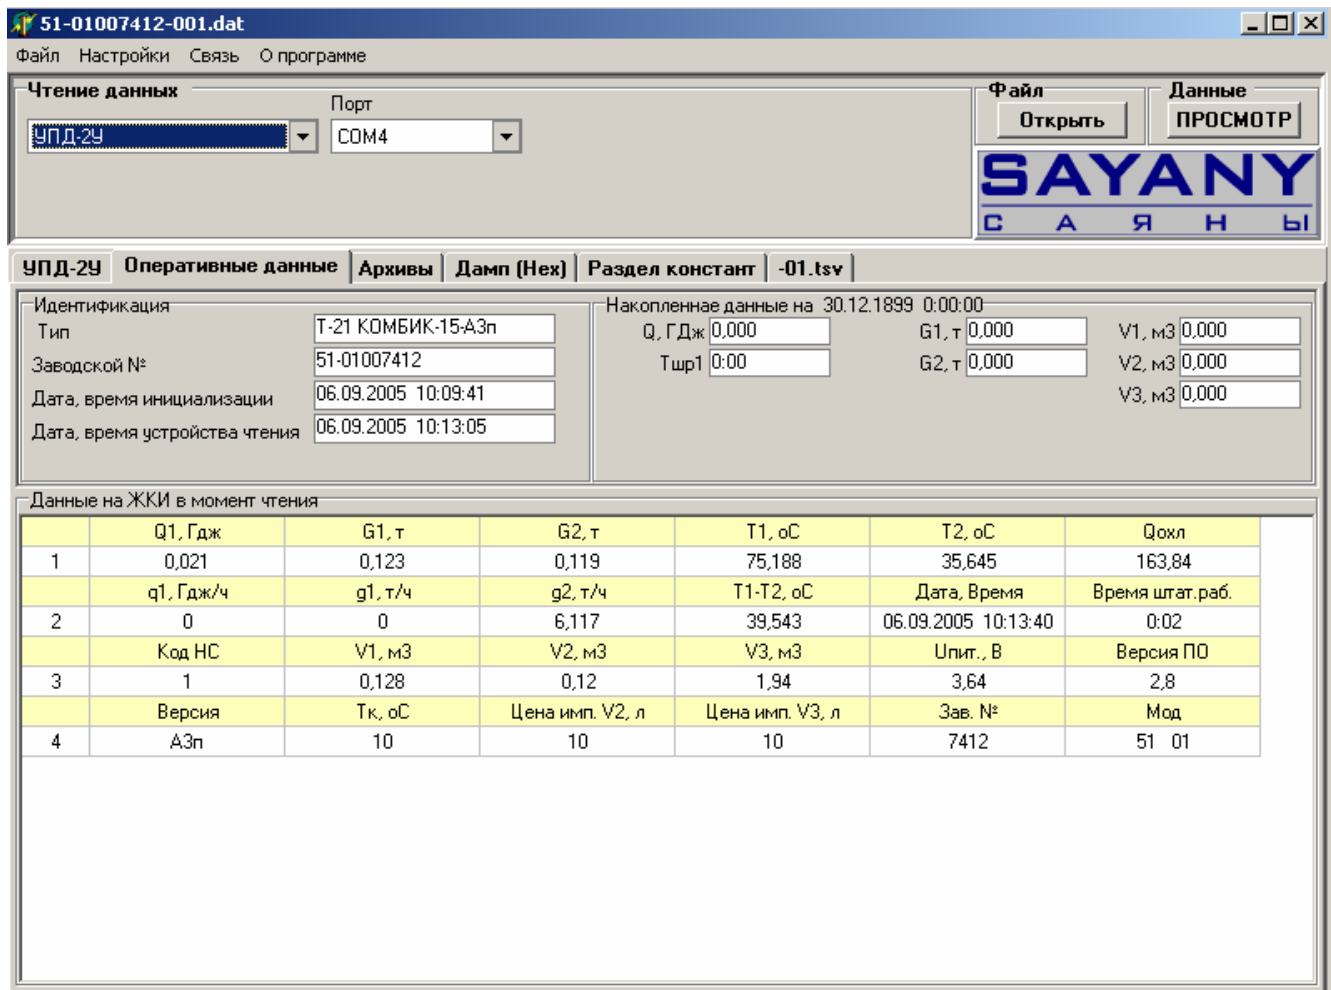 51-01007412-001.dat
Файл Настройки Связь О программе
Чтение данных
Порт
УПД-2У
COM4
Файл
Открыть
Данные
ПРОСМОТР
SAYANY
САЯНЫ
УПД-2У Оперативные данные Архивы Дамп (Hex) Раздел констант -01.tsv
Идентификация
Тип Т-21 КОМБИК-15-А3п
Заводской № 51-01007412
Дата, время инициализации 06.09.2005 10:09:41
Дата, время устройства чтения 06.09.2005 10:13:05
Накопленнае данные на 30.12.1899 0:00:00
Q, ГДж 0,000 G1, т 0,000 V1, м3 0,000
Тшр1 0:00 G2, т 0,000 V2, м3 0,000
V3, м3 0,000
Данные на ЖКИ в момент чтения
Q1, Гдж G1, т G2, т T1, оС T2, оС Qохл
1 0,021 0,123 0,119 75,188 35,645 163,84
q1, Гдж/ч g1, т/ч g2, т/ч T1-T2, оС Дата, Время Время штат.раб.
2 0 0 6,117 39,543 06.09.2005 10:13:40 0:02
Код НС V1, м3 V2, м3 V3, м3 Uпит., В Версия ПО
3 1 0,128 0,12 1,94 3,64 2,8
Версия Тк, оС Цена имп. V2, л Цена имп. V3, л Зав. № Мод
4 А3п 10 10 10 7412 51 01